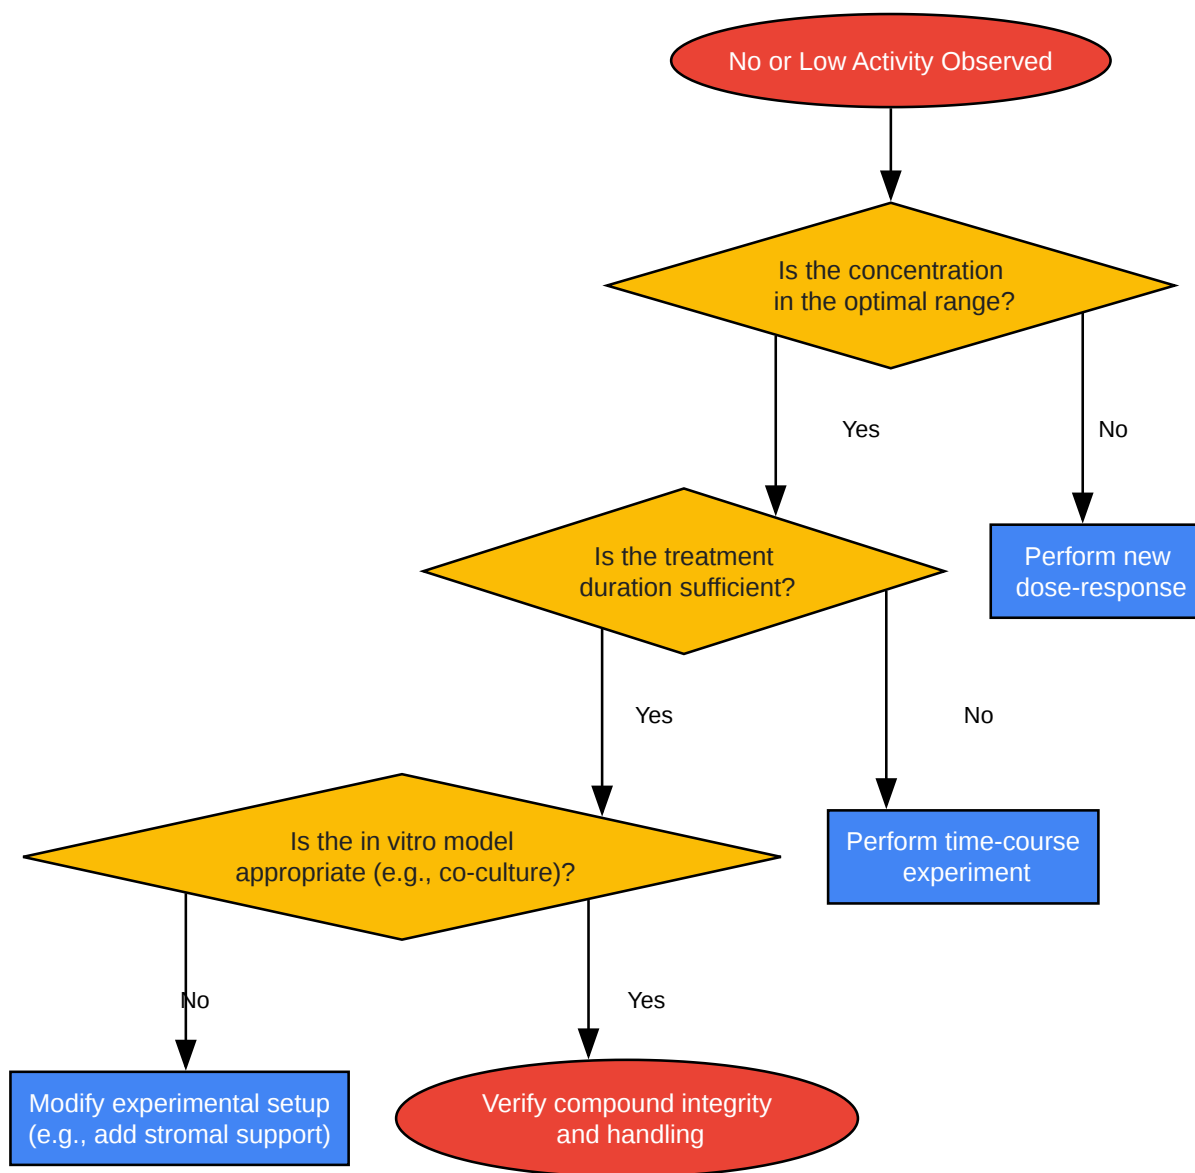 No or Low Activity Observed
Is the concentration
in the optimal range?
Yes
No
Is the treatment
duration sufficient?
Perform new
dose-response
Yes
No
Is the in vitro model
appropriate (e.g., co-culture)?
Perform time-course
experiment
No
Yes
Modify experimental setup
(e.g., add stromal support)
Verify compound integrity
and handling